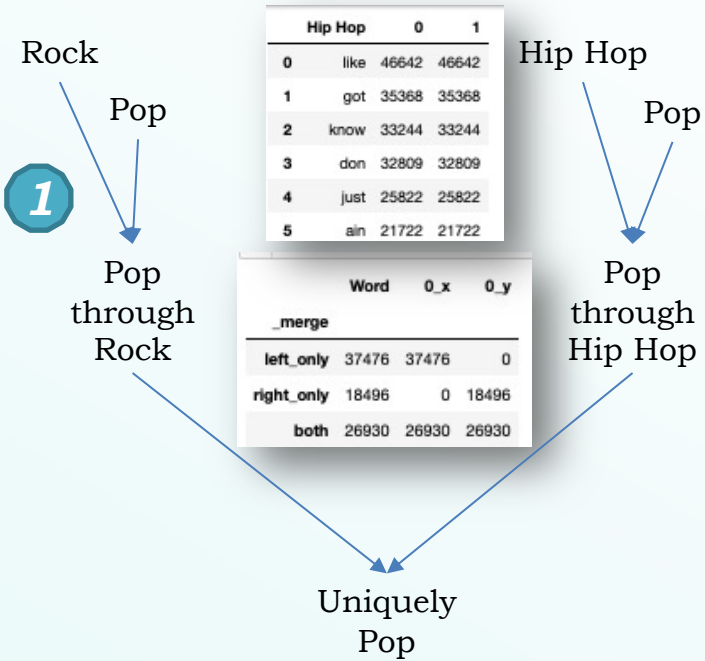 Rock
Pop
1
Pop
through
Rock
Hip Hop 0 1
0 like 46642 46642
1 got 35368 35368
2 know 33244 33244
3 don 32809 32809
4 just 25822 25822
5 ain 21722 21722
Word 0_x 0_y
_merge
left_only 37476 37476 0
right_only 18496 0 18496
both 26930 26930 26930
Hip Hop
Pop
Pop
through
Hip Hop
Uniquely
Pop